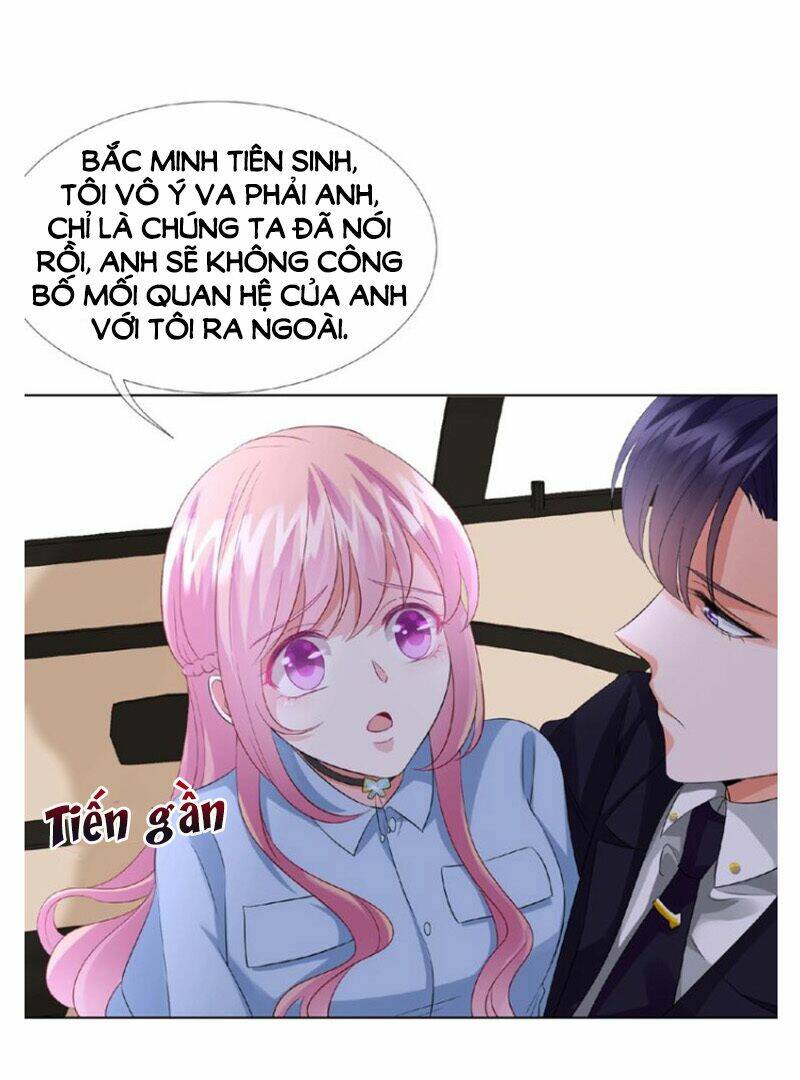 BẮC MINH TIÊN SINH,
TÔI VÔ Ý VA PHẢI ANH,
CHỈ LÀ CHÚNG TA ĐÃ NÓI
RỒI, ANH SẼ KHÔNG CÔNG
BỐ MỐI QUAN HỆ CỦA ANH
VỚI TÔI RA NGOÀI.
Tiến gần